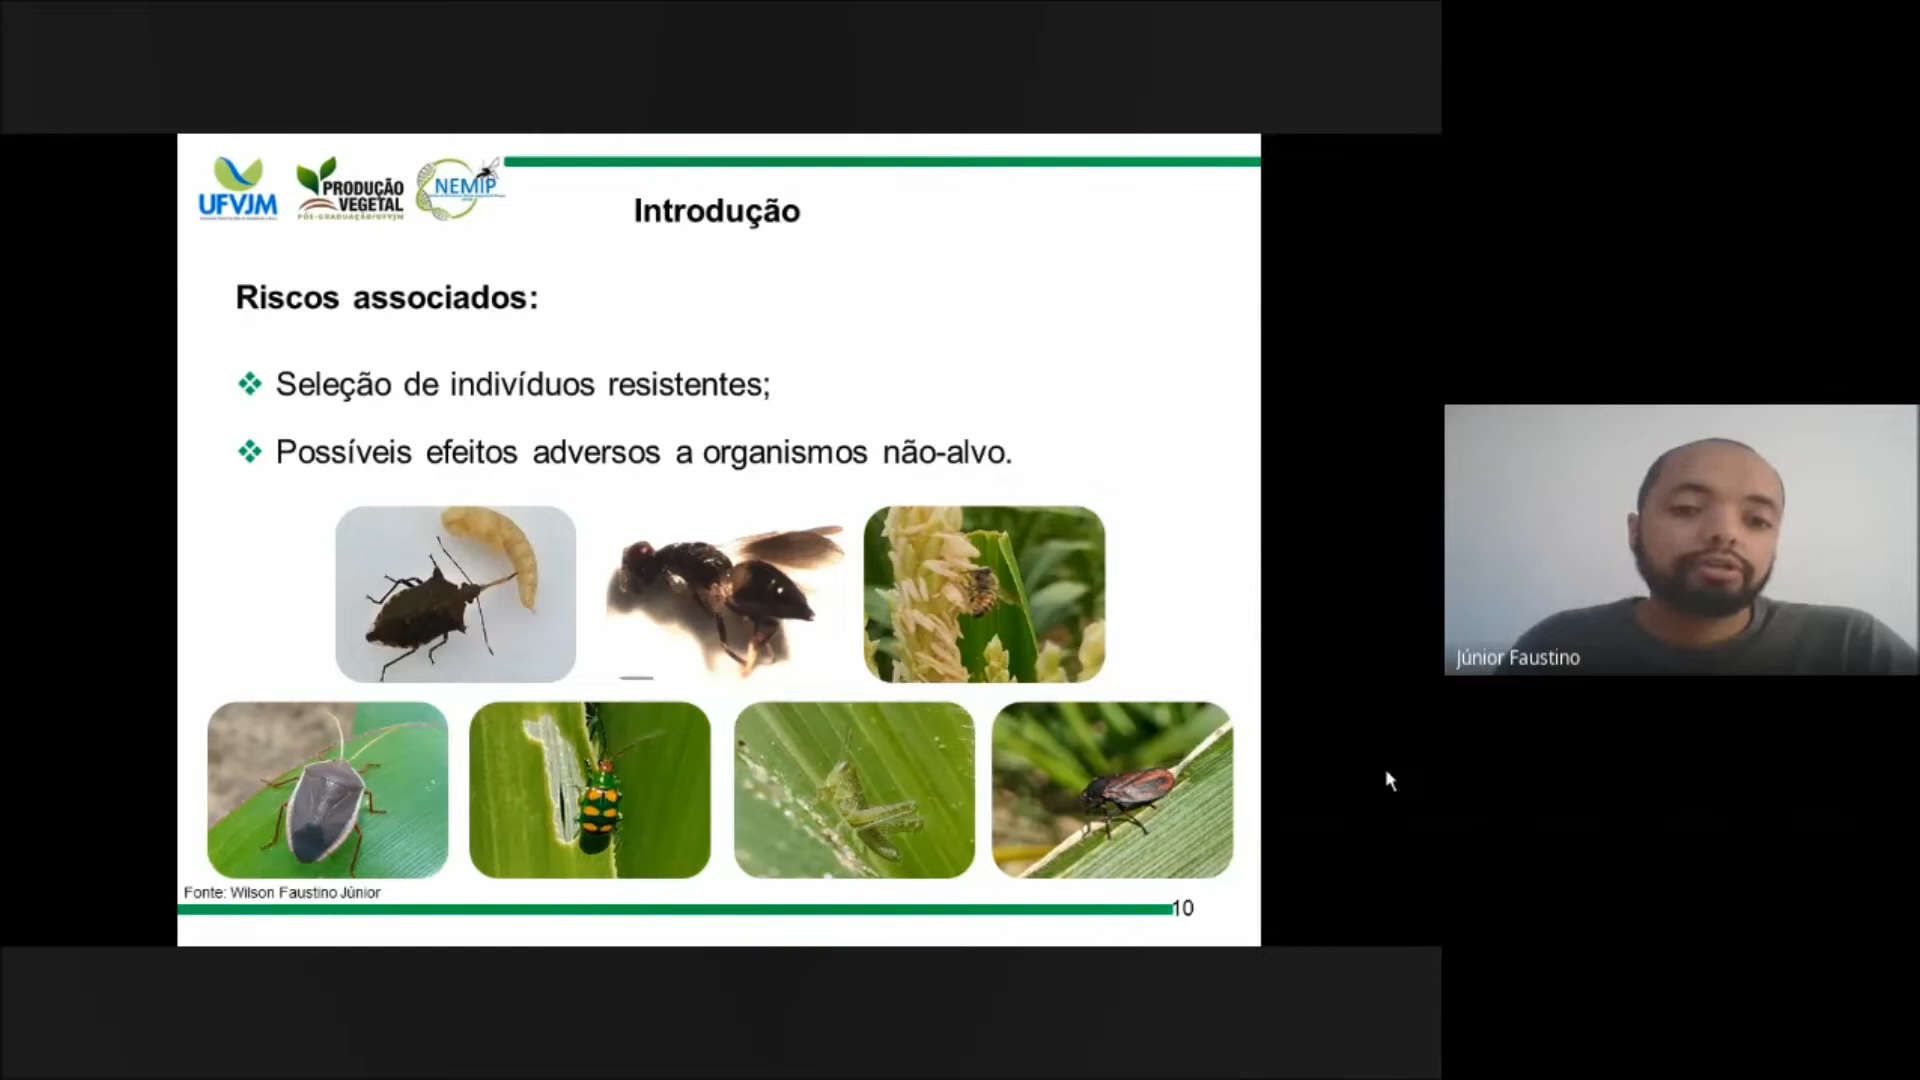 UFVJM
PRODUÇÃO
VEGETAL
PÓS-GRADUAÇÃO/UFVJM
NEMIP
Introdução
Riscos associados:
Seleção de indivíduos resistentes;
Possíveis efeitos adversos a organismos não-alvo.
Fonte: Wilson Faustino Júnior
10
Júnior Faustino